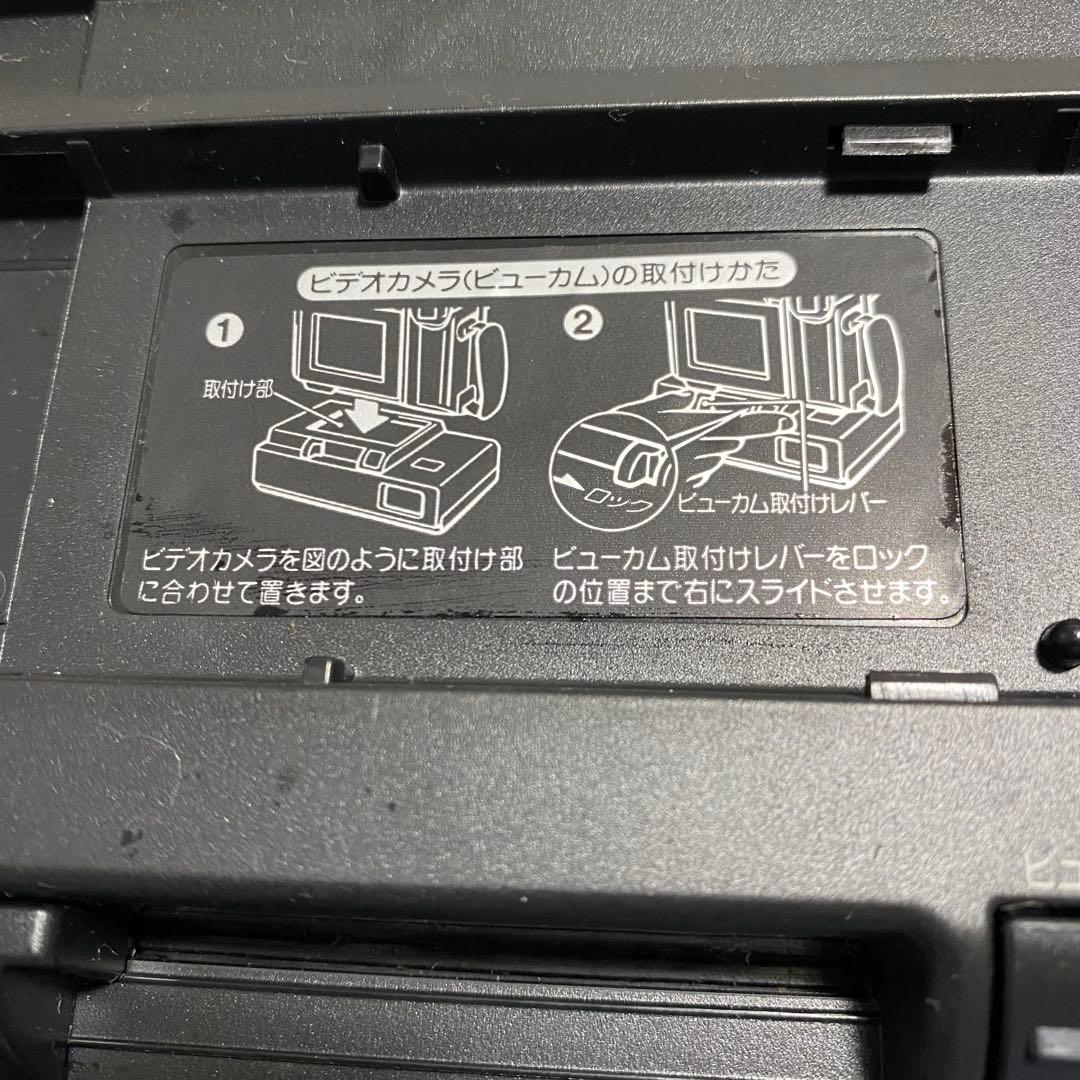 ビデオカメラ(ビューカム)の取付けかた
1
取付け部
ビデオカメラを図のように取付け部
に合わせて置きます。
2
ロック
ビューカム取付けレバー
ビューカム取付けレバーをロック
の位置まで右にスライドさせます。